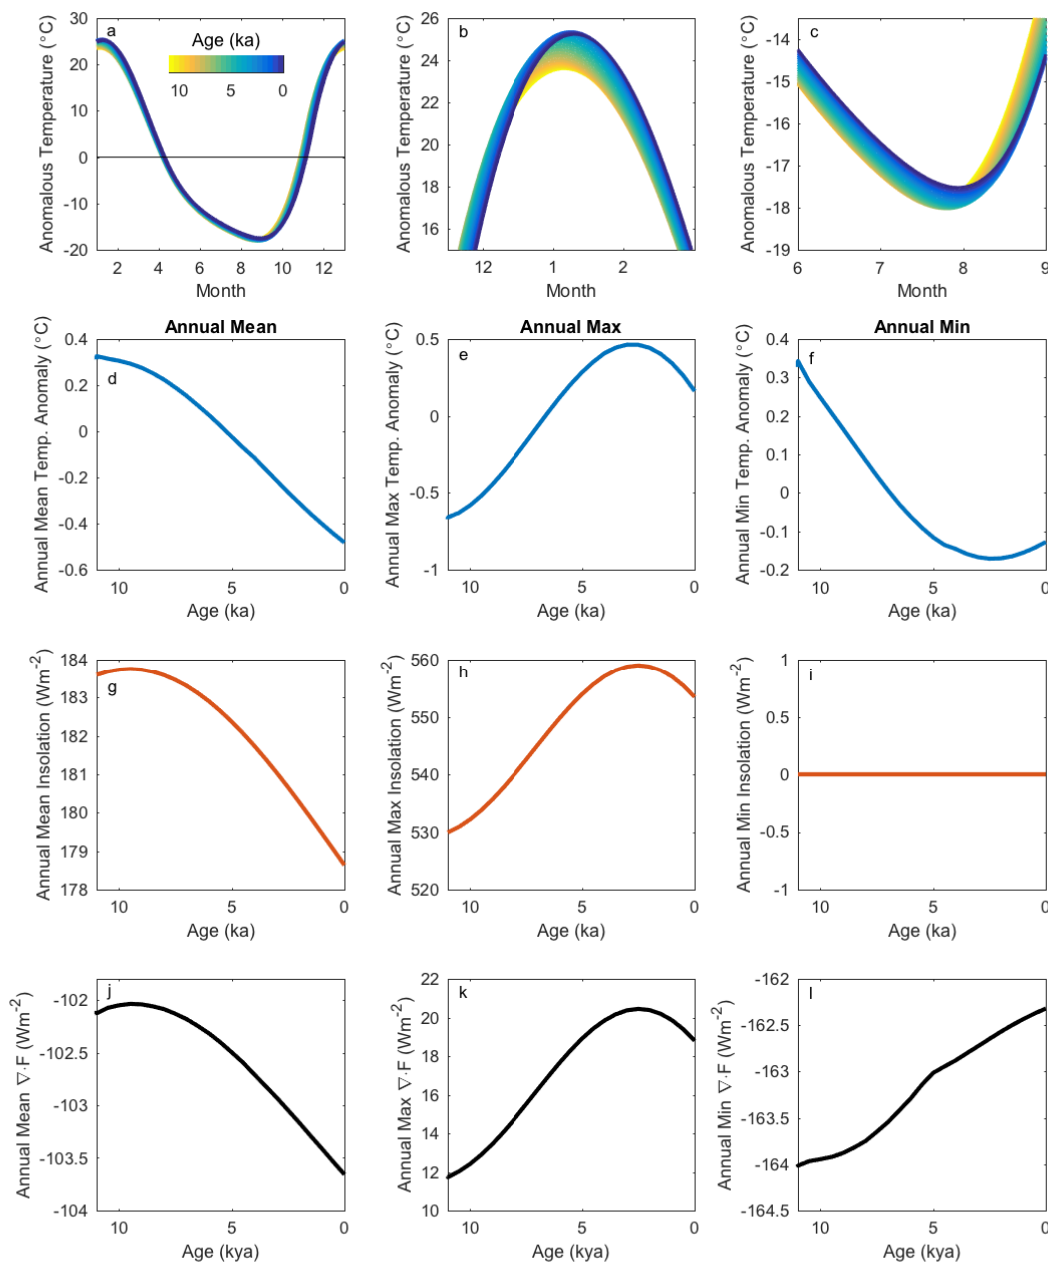 a
Age (ka)
10 5 0
30
20
10
0
-10
-20
2 4 6 8 10 12
Month
Anomalous Temperature (°C)
b
26
24
22
20
18
16
12 1 2
Month
Anomalous Temperature (°C)
c
-14
-15
-16
-17
-18
-19
6 7 8 9
Month
Anomalous Temperature (°C)
Annual Mean
d
0.4
0.2
0
-0.2
-0.4
-0.6
10 5 0
Age (ka)
Annual Mean Temp. Anomaly (°C)
Annual Max
e
0.5
0
-0.5
-1
10 5 0
Age (ka)
Annual Max Temp. Anomaly (°C)
Annual Min
f
0.4
0.3
0.2
0.1
0
-0.1
-0.2
10 5 0
Age (ka)
Annual Min Temp. Anomaly (°C)
g
184
183
182
181
180
179
178
10 5 0
Age (ka)
Annual Mean Insolation (Wm⁻²)
h
560
550
540
530
520
10 5 0
Age (ka)
Annual Max Insolation (Wm⁻²)
i
1
0.5
0
-0.5
-1
10 5 0
Age (ka)
Annual Min Insolation (Wm⁻²)
j
-102
-102.5
-103
-103.5
-104
10 5 0
Age (kya)
Annual Mean ∇·F (Wm⁻²)
k
22
20
18
16
14
12
10
10 5 0
Age (kya)
Annual Max ∇·F (Wm⁻²)
l
-162
-162.5
-163
-163.5
-164
-164.5
10 5 0
Age (kya)
Annual Min ∇·F (Wm⁻²)